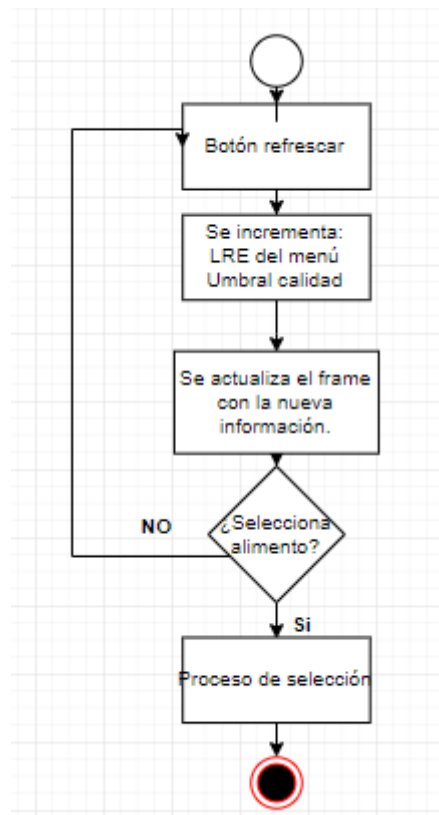 Botón refrescar
Se incrementa:
LRE del menú
Umbral calidad
Se actualiza el frame
con la nueva
información.
¿Selecciona
alimento?
NO
Si
Proceso de selección